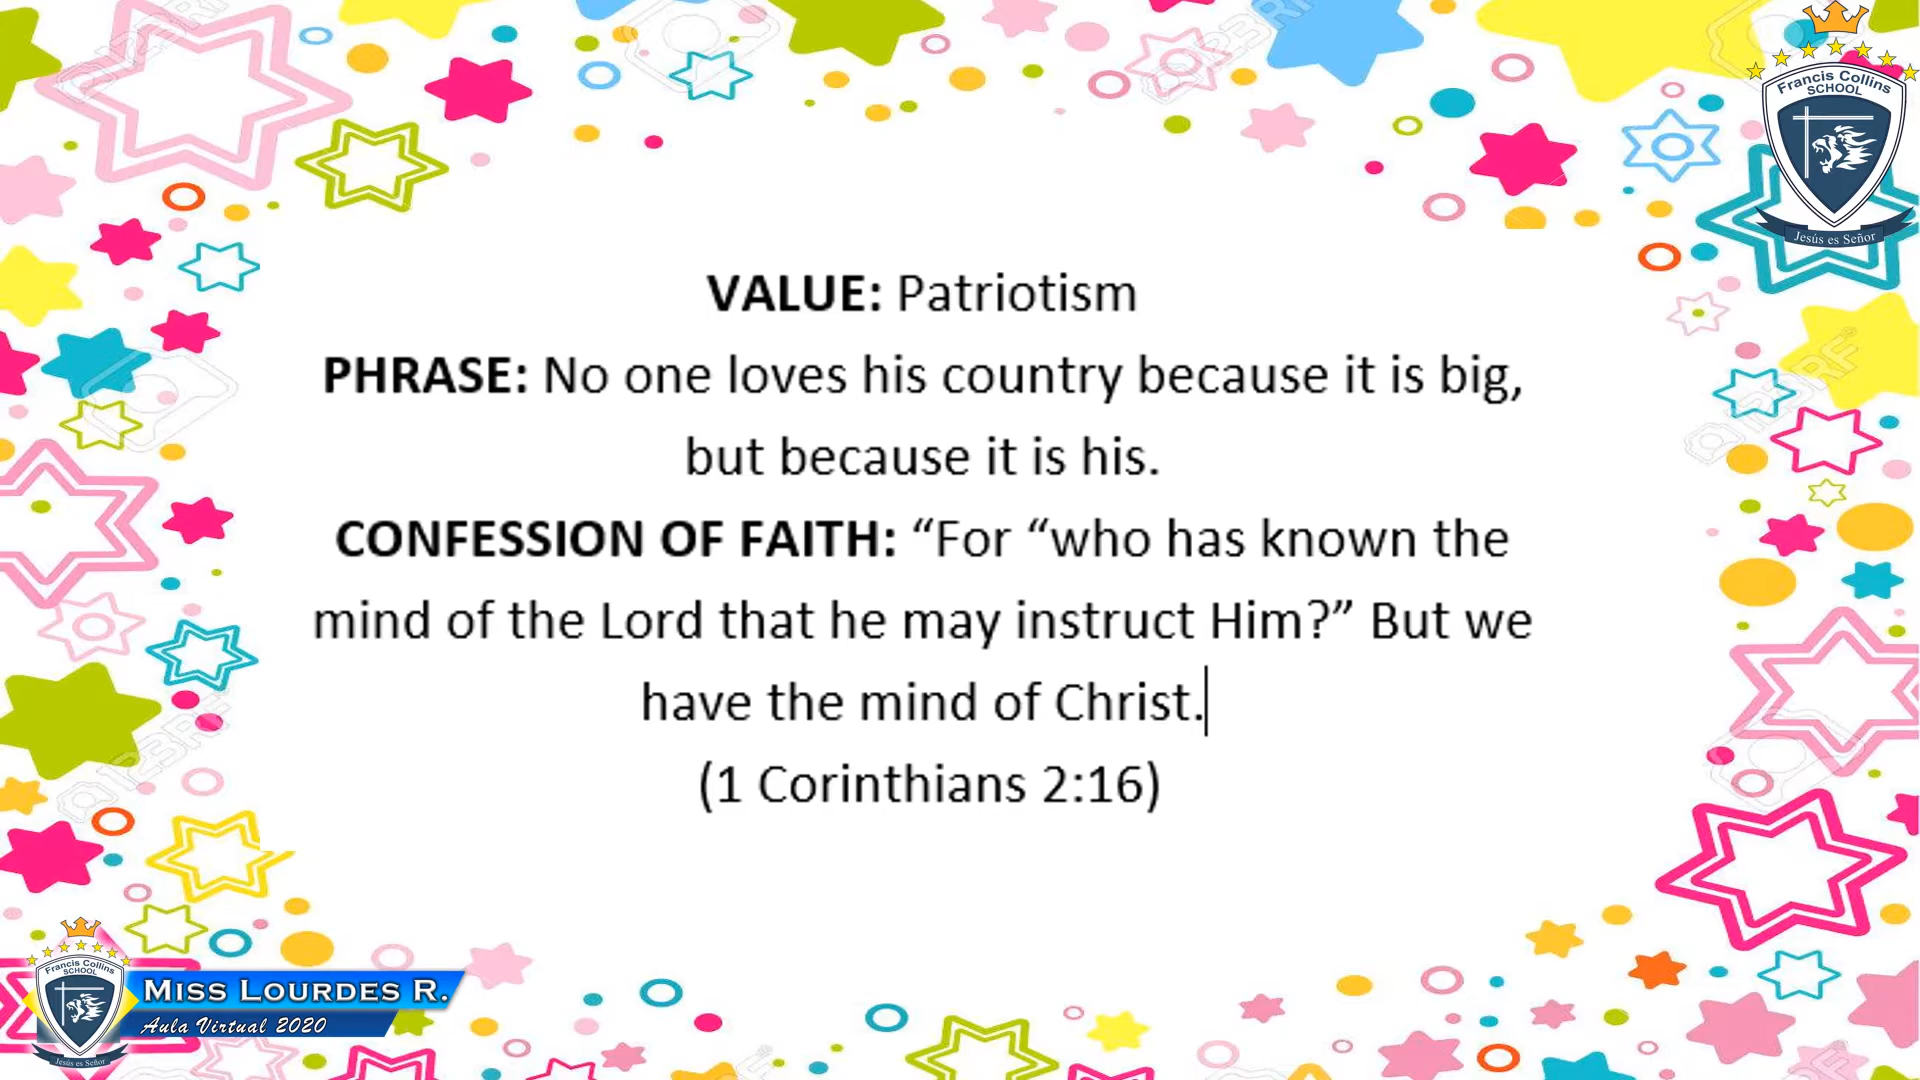 Francis Collins
SCHOOL
Jesús es Señor
VALUE: Patriotism
PHRASE: No one loves his country because it is big,
but because it is his.
CONFESSION OF FAITH: “For “who has known the
mind of the Lord that he may instruct Him?” But we
have the mind of Christ.
(1 Corinthians 2:16)
Francis Collins
SCHOOL
Jesús es Señor
MISS LOURDES R.
Aula Virtual 2020